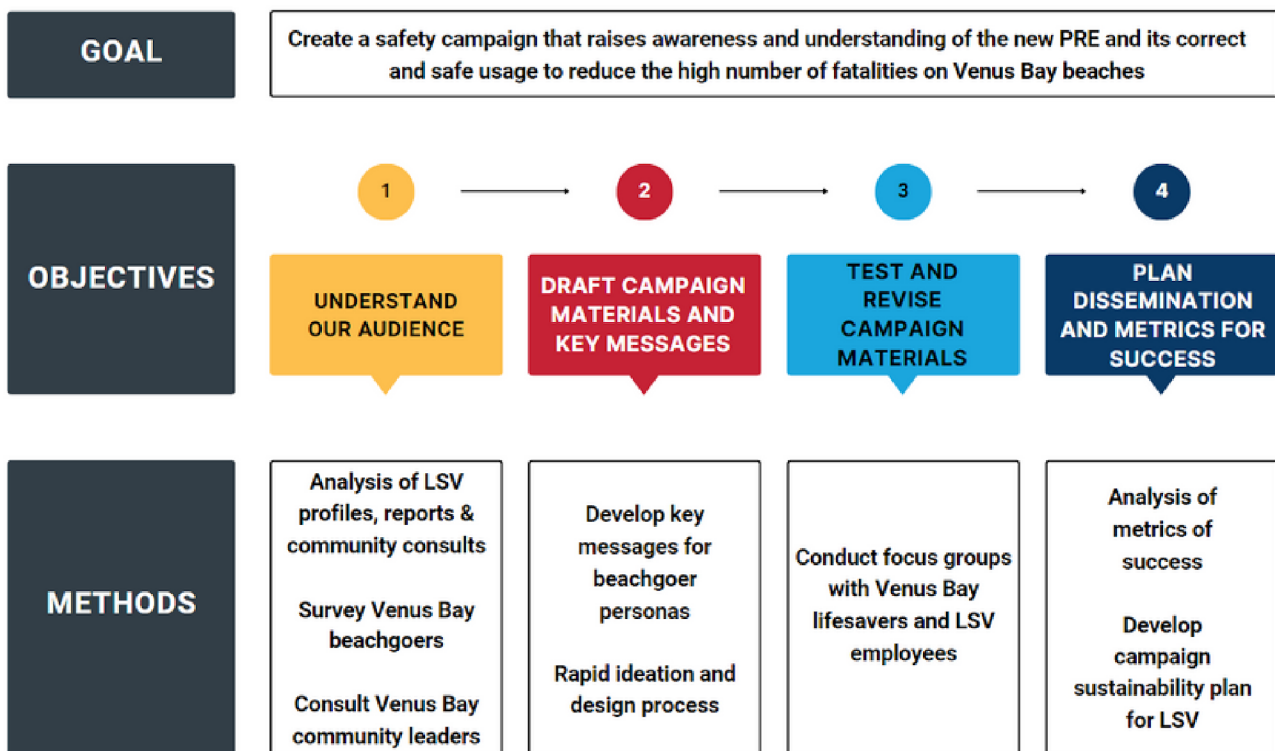 GOAL
Create a safety campaign that raises awareness and understanding of the new PRE and its correct
and safe usage to reduce the high number of fatalities on Venus Bay beaches
OBJECTIVES
1
2
3
4
UNDERSTAND
OUR AUDIENCE
DRAFT CAMPAIGN
MATERIALS AND
KEY MESSAGES
TEST AND
REVISE
CAMPAIGN
MATERIALS
PLAN
DISSEMINATION
AND METRICS FOR
SUCCESS
METHODS
Analysis of LSV
profiles, reports &
community consults
Survey Venus Bay
beachgoers
Consult Venus Bay
community leaders
Develop key
messages for
beachgoer
personas
Rapid ideation and
design process
Conduct focus groups
with Venus Bay
lifesavers and LSV
employees
Analysis of
metrics of
success
Develop
campaign
sustainability plan
for LSV